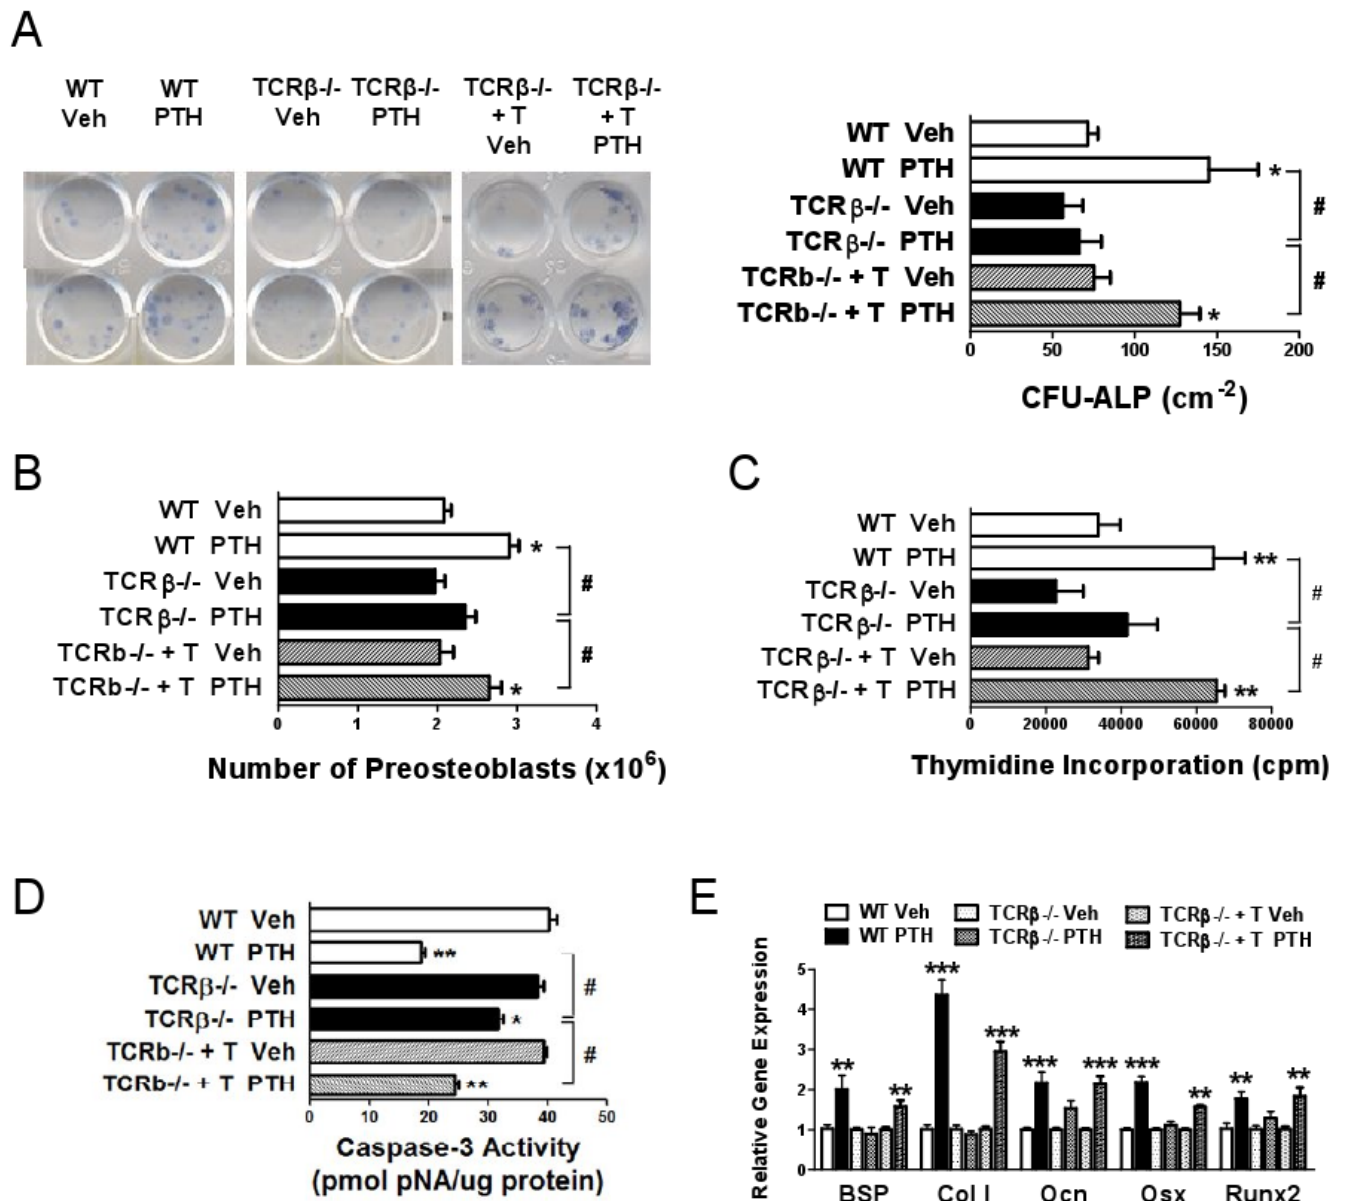 A
WT WT TCRβ-/- TCRβ-/- TCRβ-/- TCRβ-/-
Veh PTH Veh PTH + T + T
Veh PTH
WT Veh
WT PTH *
TCRβ-/- Veh #
TCRβ-/- PTH
TCRb-/- + T Veh #
TCRb-/- + T PTH *
0 50 100 150 200
CFU-ALP (cm-2)
B
WT Veh
WT PTH *
TCRβ-/- Veh #
TCRβ-/- PTH
TCRb-/- + T Veh #
TCRb-/- + T PTH *
0 1 2 3 4
Number of Preosteoblasts (x106)
C
WT Veh
WT PTH **
TCRβ-/- Veh #
TCRβ-/- PTH
TCRβ-/- + T Veh #
TCRβ-/- + T PTH **
0 20000 40000 60000 80000
Thymidine Incorporation (cpm)
D
WT Veh
WT PTH **
TCRβ-/- Veh #
TCRβ-/- PTH *
TCRb-/- + T Veh #
TCRb-/- + T PTH **
0 10 20 30 40 50
Caspase-3 Activity
(pmol pNA/ug protein)
E
WT Veh TCRβ-/- Veh TCRβ-/- + T Veh
WT PTH TCRβ-/- PTH TCRβ-/- + T PTH
Relative Gene Expression
5
4
3
2
1
0
** ** *** *** *** *** *** ** ** **
BSP Col I Ocn Osx Runx2